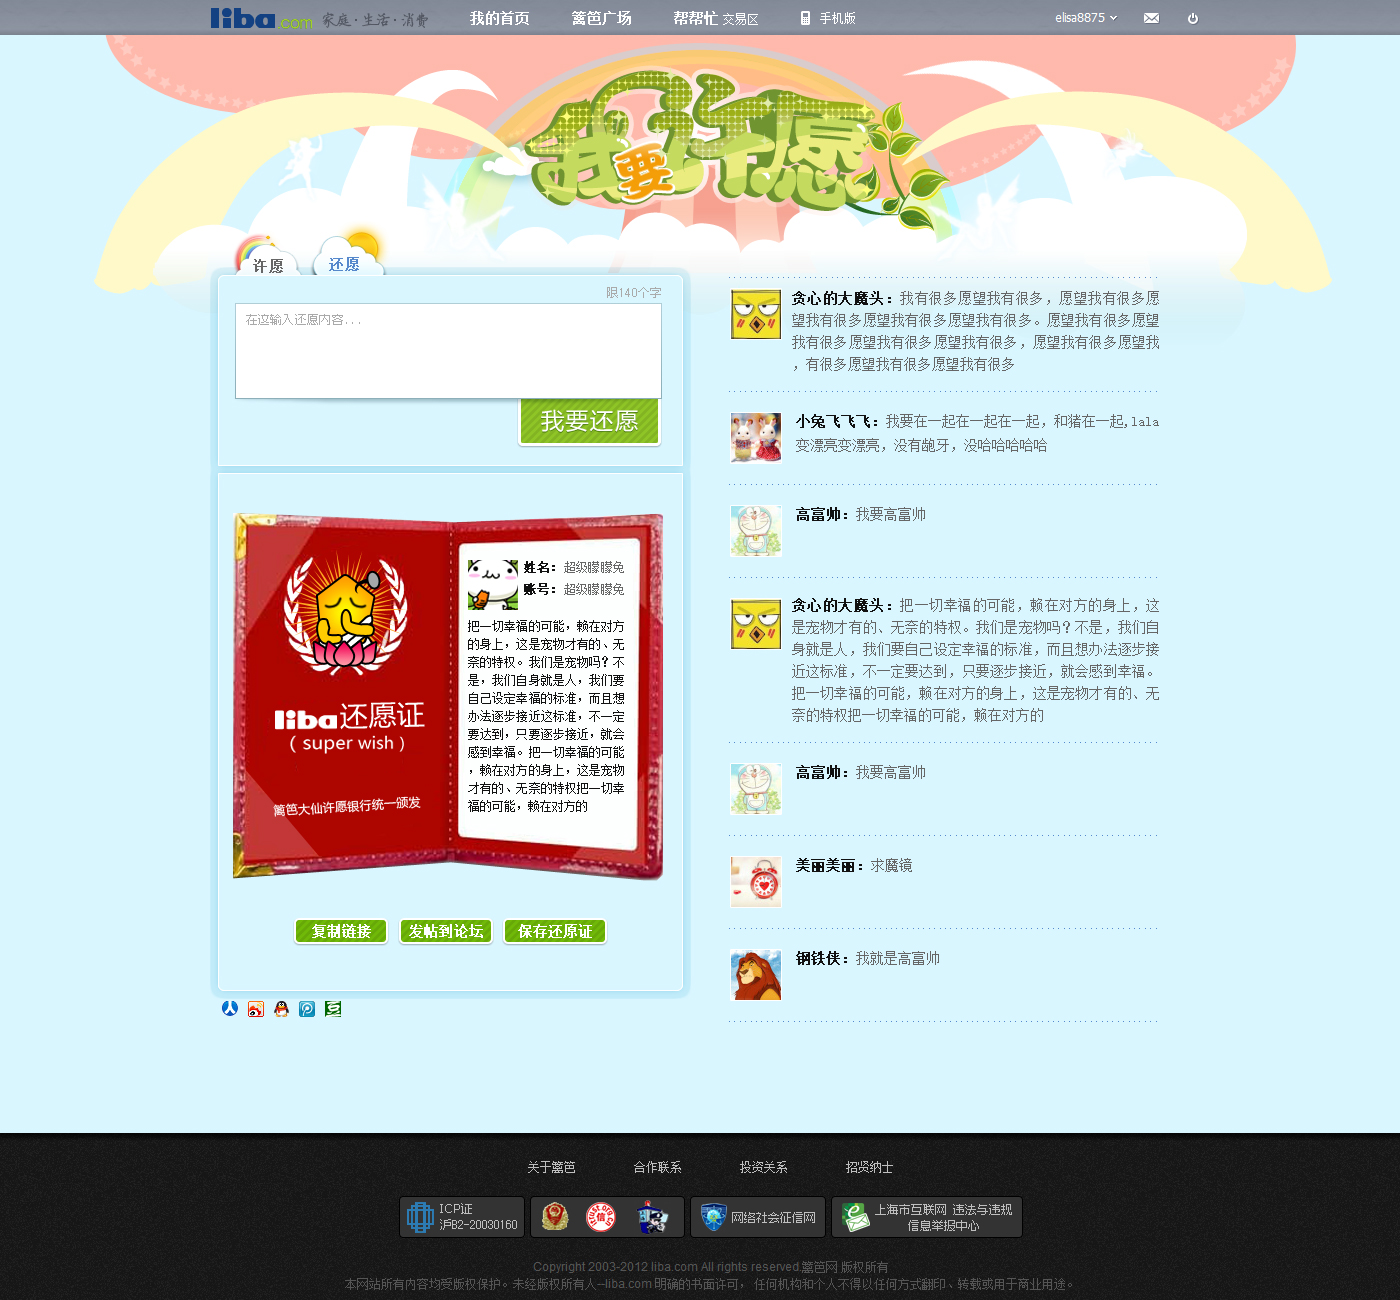 liba.com 家庭·生活·消费 我的首页 篱笆广场 帮帮忙 交易区 手机版 elisa8875
我要许愿
许愿 还愿
限140个字
在这输入还愿内容...
我要还愿
姓名：超级朦朦兔
账号：超级朦朦兔
把一切幸福的可能，赖在对方
的身上，这是宠物才有的、无
奈的特权。我们是宠物吗？不
是，我们自身就是人，我们要
自己设定幸福的标准，而且想
办法逐步接近这标准，不一定
要达到，只要逐步接近，就会
感到幸福。把一切幸福的可能
，赖在对方的身上，这是宠物
才有的、无奈的特权把一切幸
福的可能，赖在对方的
liba还愿证
( super wish )
篱笆大仙许愿银行统一颁发
复制链接 发帖到论坛 保存还原证
贪心的大魔头：我有很多愿望我有很多，愿望我有很多愿
望我有很多愿望我有很多愿望我有很多。愿望我有很多愿望
我有很多愿望我有很多愿望我有很多，愿望我有很多愿望我
，有很多愿望我有很多愿望我有很多
小兔飞飞飞：我要在一起在一起在一起，和猪在一起,lala
变漂亮变漂亮，没有龅牙，没哈哈哈哈哈
高富帅：我要高富帅
贪心的大魔头：把一切幸福的可能，赖在对方的身上，这
是宠物才有的、无奈的特权。我们是宠物吗？不是，我们自
身就是人，我们要自己设定幸福的标准，而且想办法逐步接
近这标准，不一定要达到，只要逐步接近，就会感到幸福。
把一切幸福的可能，赖在对方的身上，这是宠物才有的、无
奈的特权把一切幸福的可能，赖在对方的
高富帅：我要高富帅
美丽美丽：求魔镜
钢铁侠：我就是高富帅
关于篱笆 合作联系 投资关系 招贤纳士
ICP证
沪B2-20030160
网络社会征信网
上海市互联网 违法与违规
信息举报中心
Copyright 2003-2012 liba.com All rights reserved.篱笆网 版权所有
本网站所有内容均受版权保护。未经版权所有人--liba.com 明确的书面许可， 任何机构和个人不得以任何方式翻印、转载或用于商业用途。